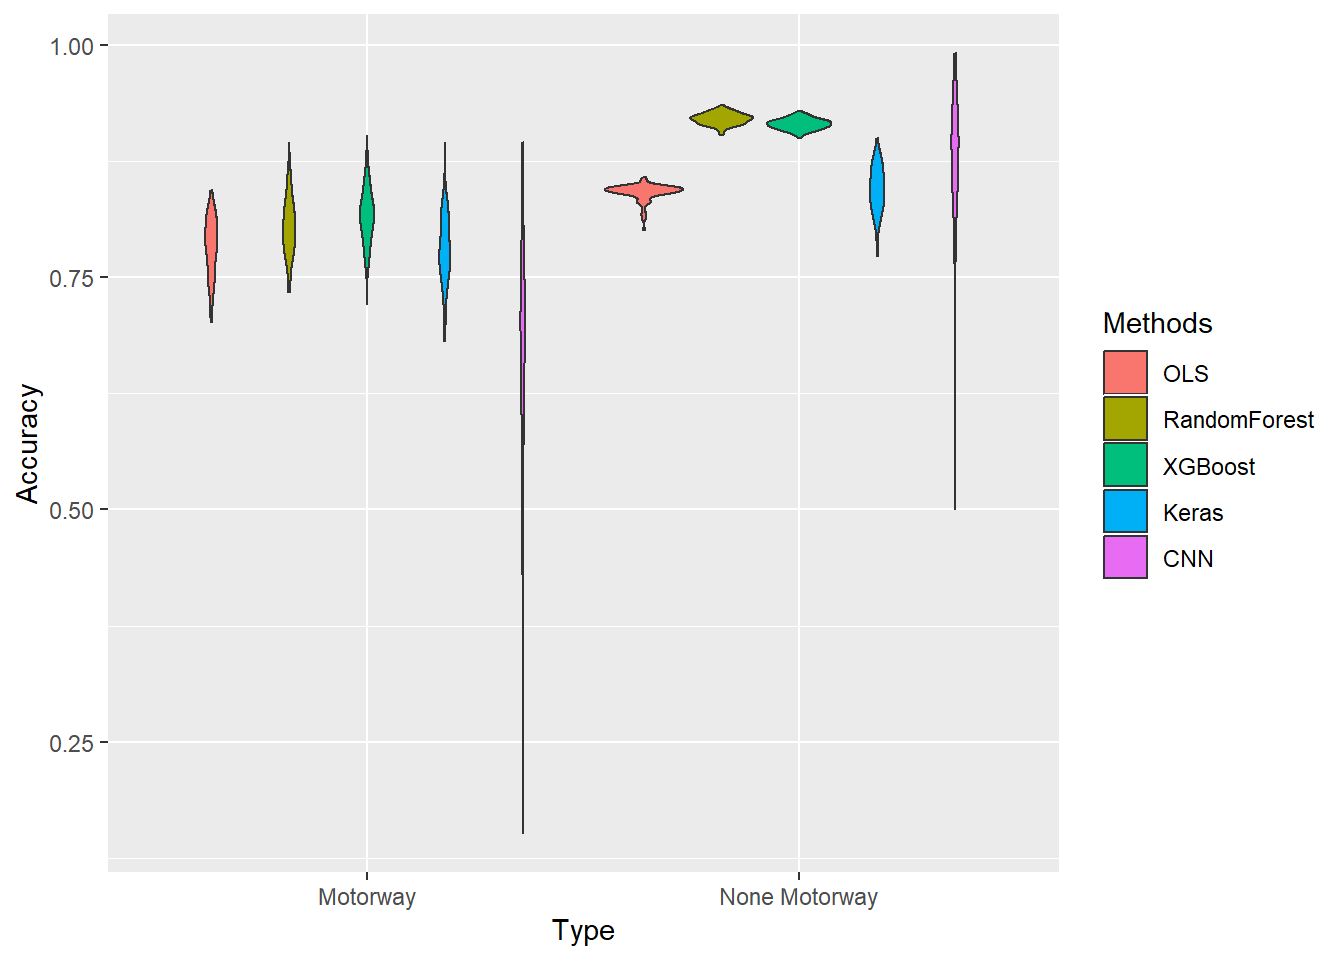 1.00
0.75
0.50
0.25
Accuracy
Motorway
None Motorway
Type
Methods
OLS
RandomForest
XGBoost
Keras
CNN